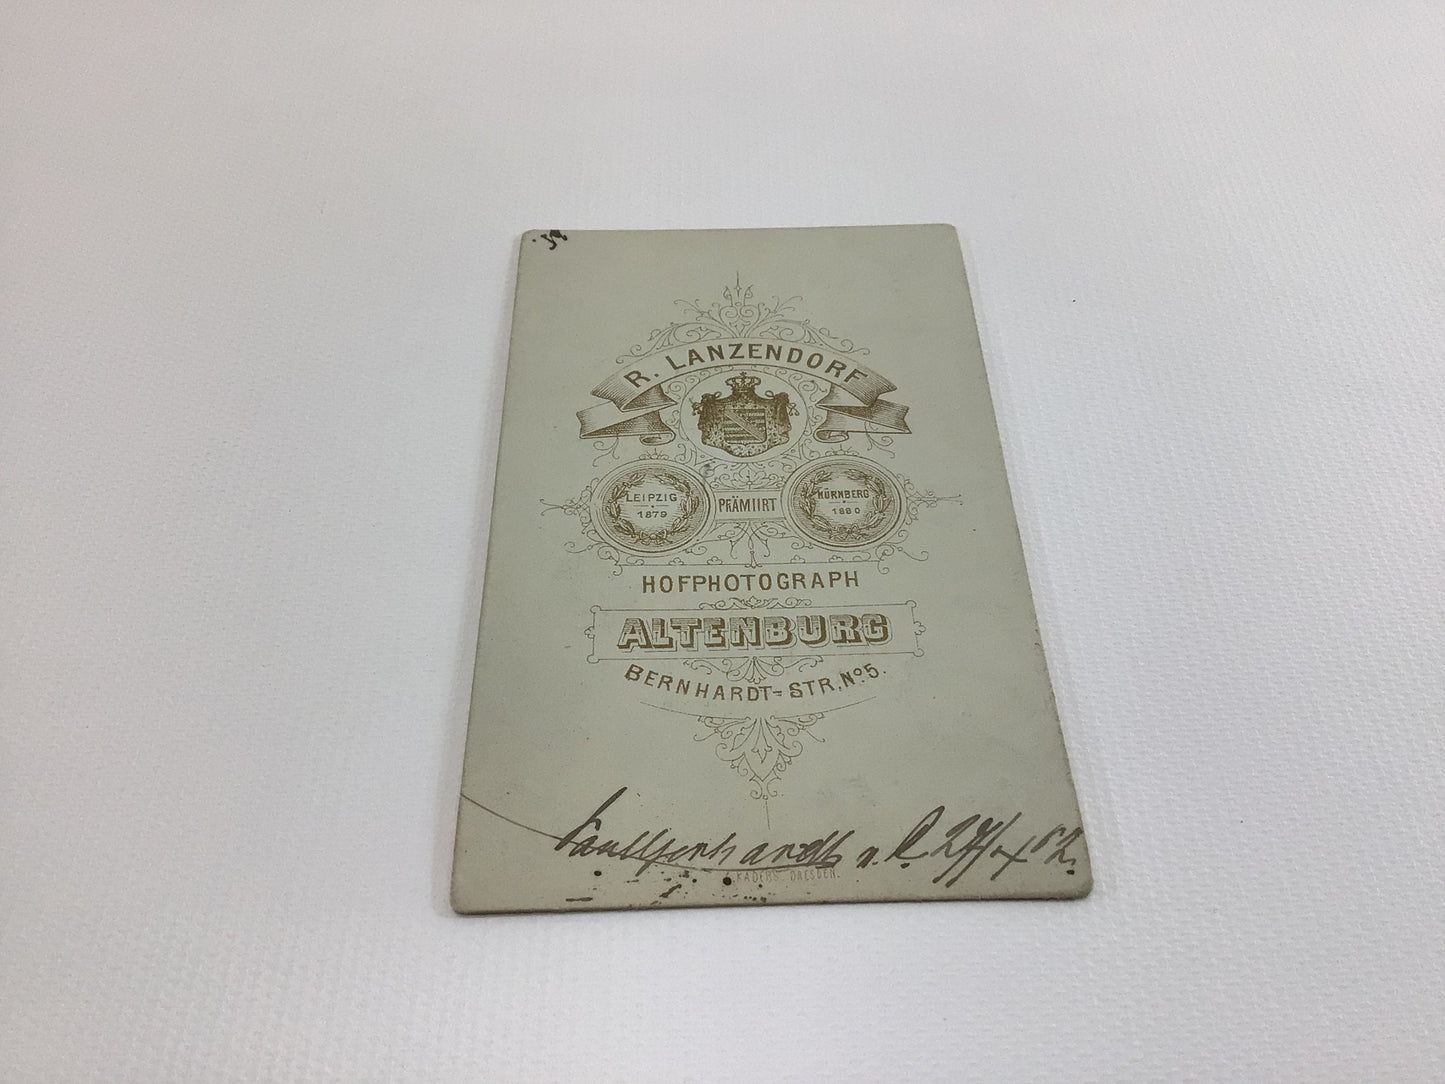 R. LANZENDORF
LEIPZIG
1879
PRÄMIIRT
NÜRNBERG
1880
HOFPHOTOGRAPH
ALTENBURG
BERNHARDT-STR. No 5.